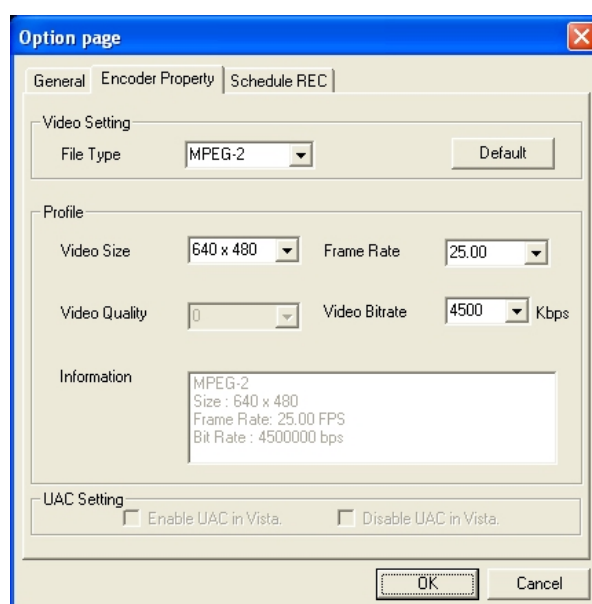 Option page
General Encoder Property Schedule REC
Video Setting
File Type MPEG-2 Default
Profile
Video Size 640 x 480 Frame Rate 25.00
Video Quality 0 Video Bitrate 4500 Kbps
Information
MPEG-2
Size : 640 x 480
Frame Rate: 25.00 FPS
Bit Rate : 4500000 bps
UAC Setting
Enable UAC in Vista. Disable UAC in Vista.
OK Cancel